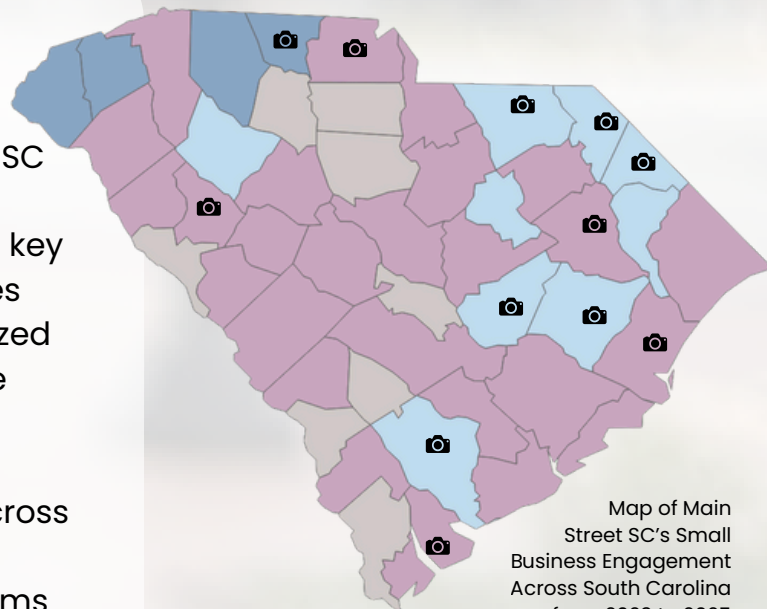 SC
key
es
zed
e
cross
ms
Map of Main
Street SC's Small
Business Engagement
Across South Carolina